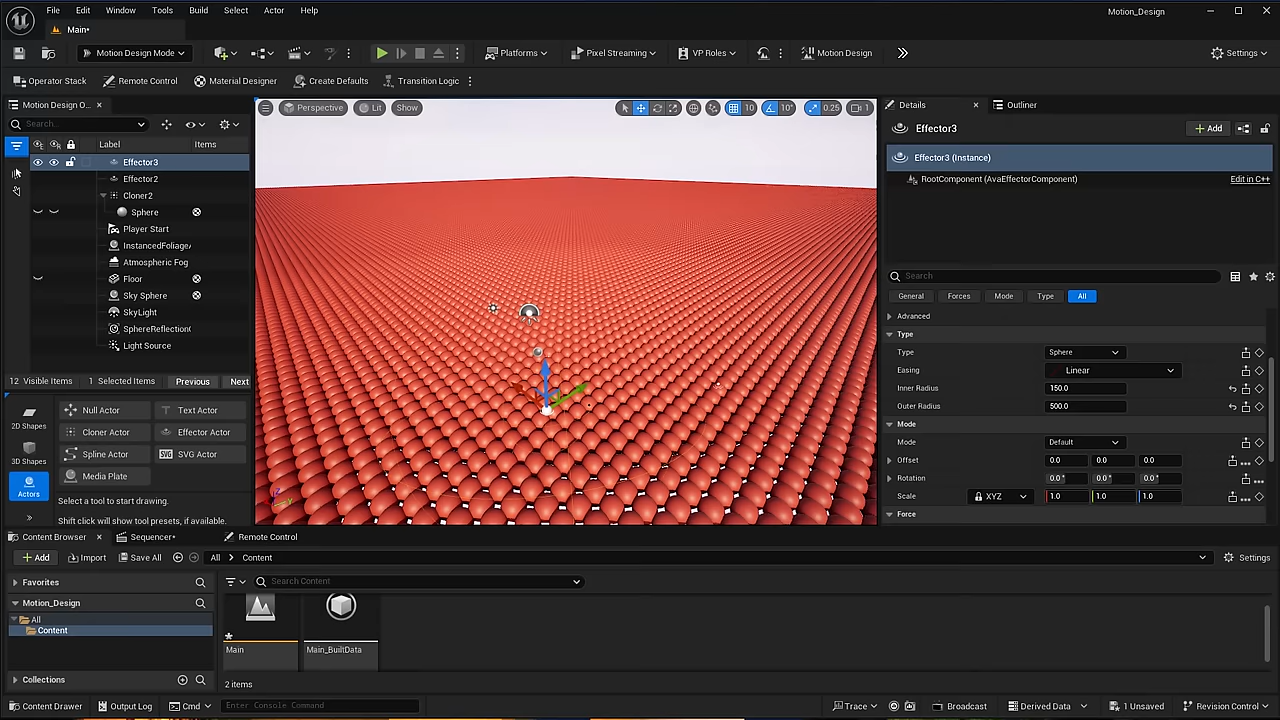 File Edit Window Tools Build Select Actor Help
Motion_Design
Main*
Motion Design Mode
Platforms
Pixel Streaming
VP Roles
Motion Design
Settings
Operator Stack
Remote Control
Material Designer
Create Defaults
Transition Logic
Motion Design O...
Perspective
Lit
Show
10
10°
0.25
1
Details
Outliner
Search...
Effector3
Add
Label
Items
Effector3 (Instance)
Effector3
Effector2
RootComponent (AvaEffectorComponent)
Edit in C++
Cloner2
Sphere
Player Start
InstancedFoliage
Atmospheric Fog
Floor
Search
Sky Sphere
General
Forces
Mode
Type
All
SkyLight
Advanced
SphereReflection
Type
Light Source
Type
Sphere
Easing
Linear
12 Visible Items
1 Selected Items
Previous
Next
Inner Radius
150.0
Null Actor
Text Actor
Outer Radius
500.0
2D Shapes
Mode
Cloner Actor
Effector Actor
Mode
Default
Spline Actor
SVG
SVG Actor
3D Shapes
Offset
0.0
0.0
0.0
Media Plate
Rotation
0.0°
0.0°
0.0°
Actors
Select a tool to start drawing.
Scale
XYZ
1.0
1.0
1.0
Shift click will show tool presets, if available.
Force
Content Browser
Sequencer*
Remote Control
Add
Import
Save All
All
Content
Settings
Favorites
Search Content
Motion_Design
All
Content
Main
Main_BuiltData
Collections
2 items
Content Drawer
Output Log
Cmd
Enter Console Command
Trace
Broadcast
Derived Data
1 Unsaved
Revision Control